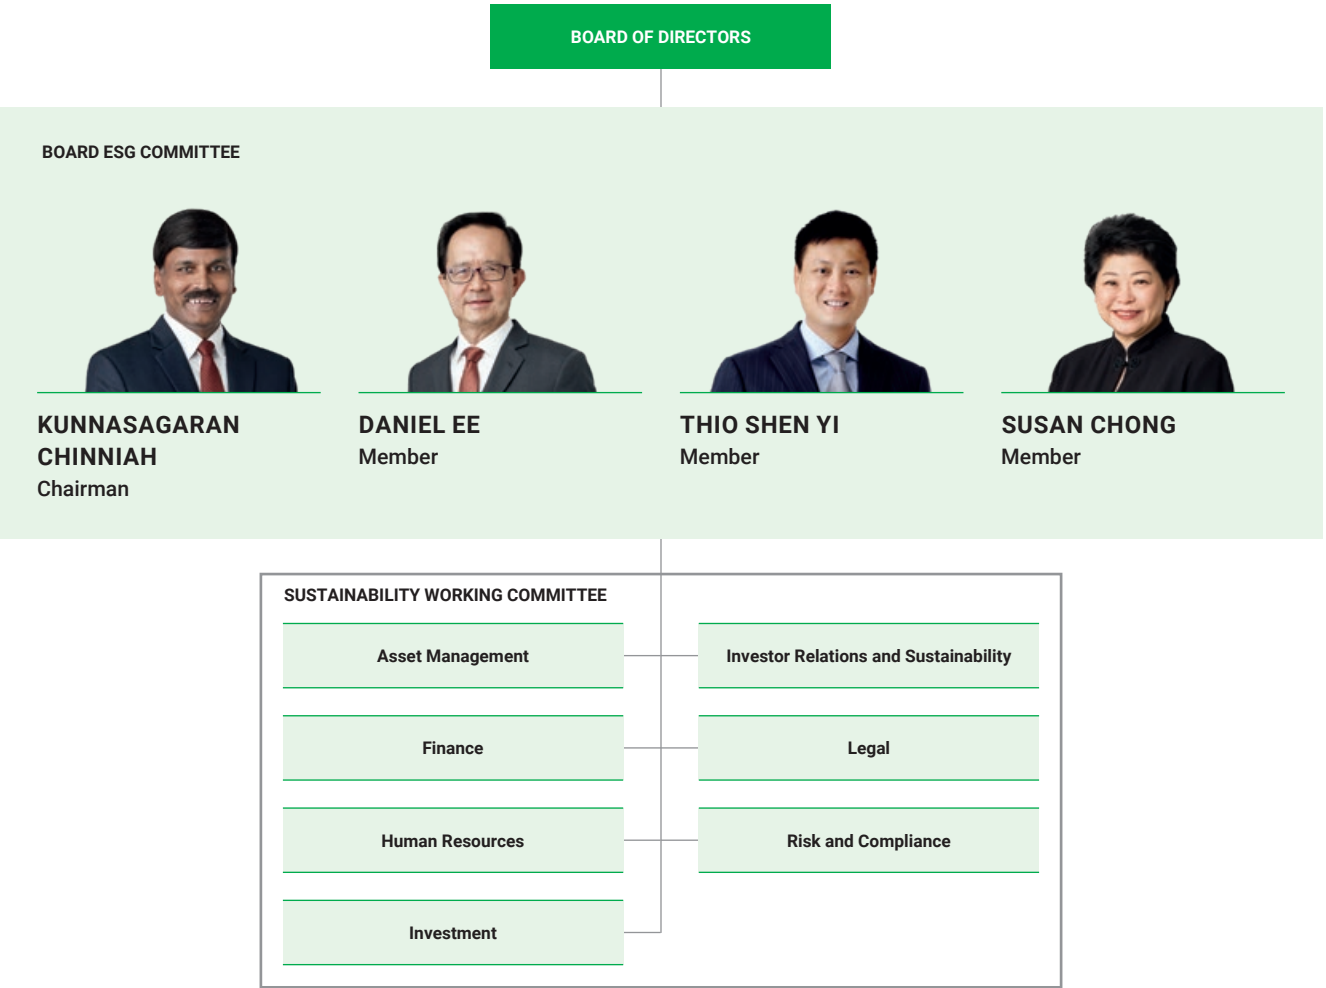 BOARD OF DIRECTORS
BOARD ESG COMMITTEE
KUNNASAGARAN
CHINNIAH
Chairman
DANIEL EE
Member
THIO SHEN YI
Member
SUSAN CHONG
Member
SUSTAINABILITY WORKING COMMITTEE
Asset Management
Investor Relations and Sustainability
Finance
Legal
Human Resources
Risk and Compliance
Investment